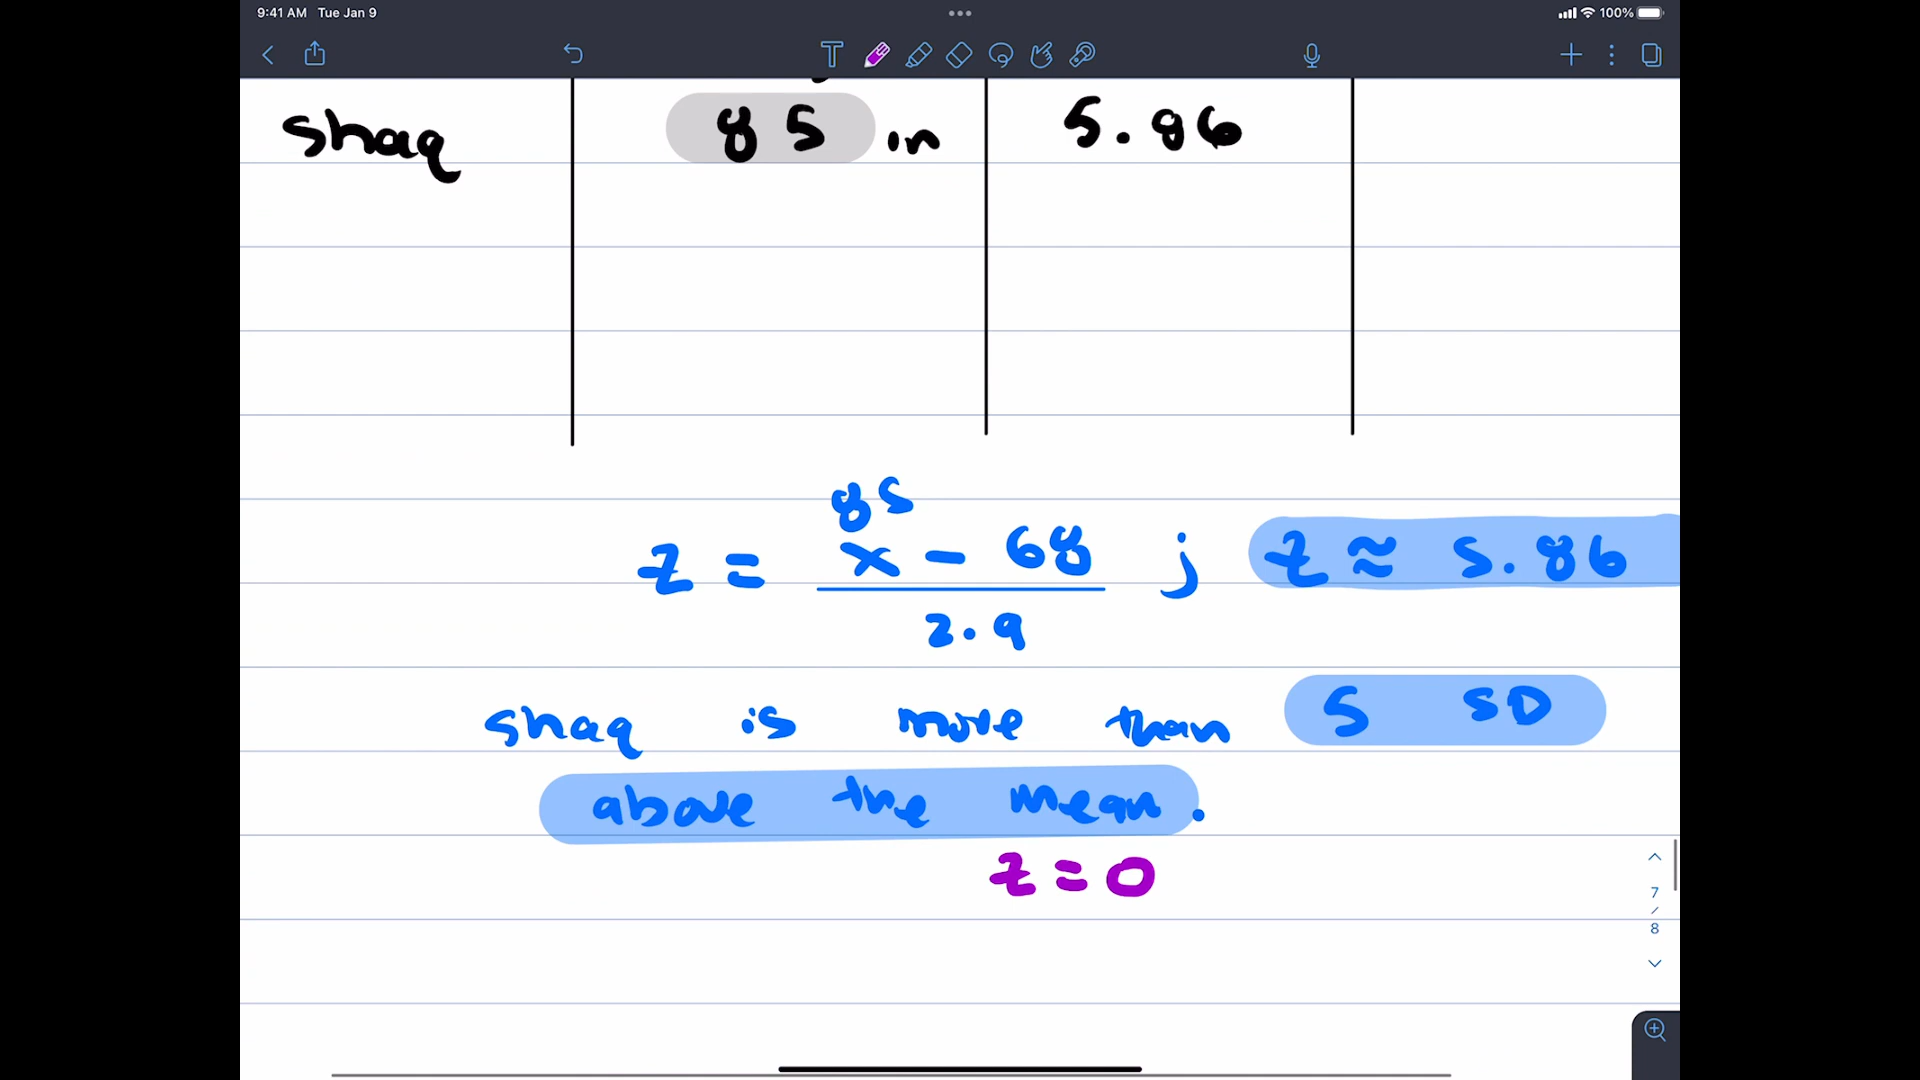 9:41 AM Tue Jan 9
100%
T
shaq 85 in 5.86
85
z = x - 68 ; z ≈ 5.86
2.9
shaq is more than 5 SD
above the mean.
z = 0
7
/
8